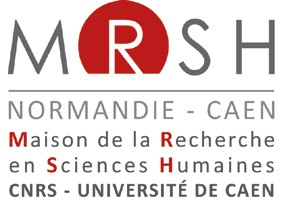 MRSH
NORMANDIE - CAEN
Maison de la Recherche
en Sciences Humaines
CNRS - UNIVERSITÉ DE CAEN